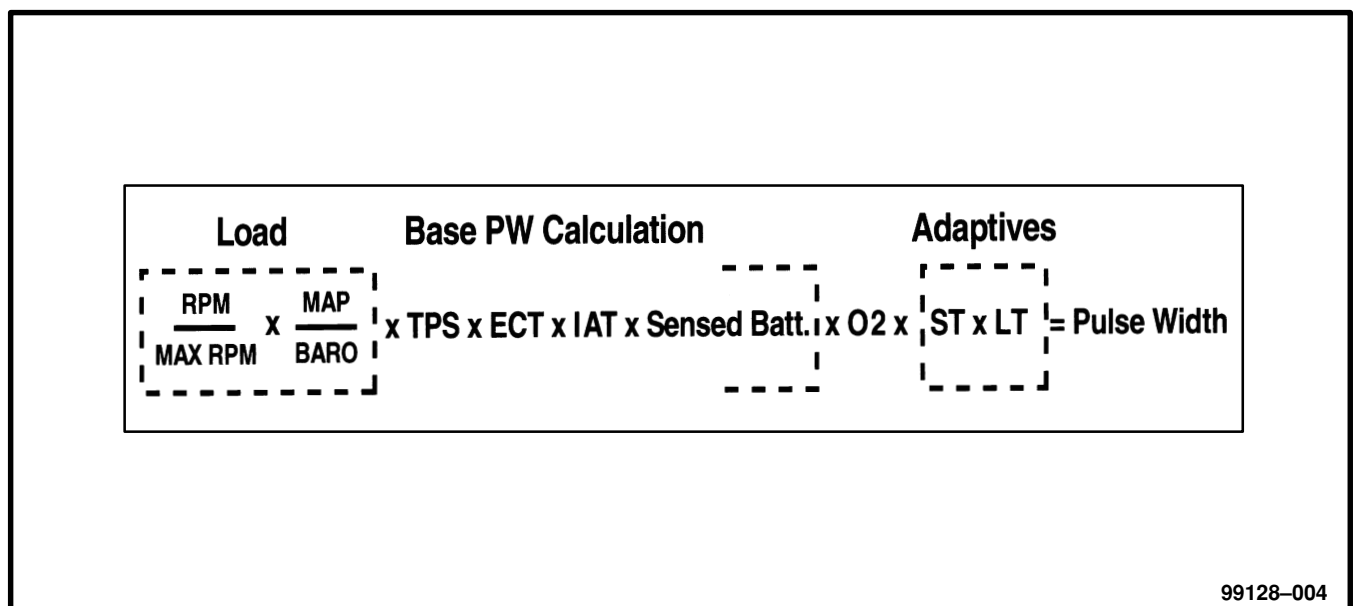 Load Base PW Calculation Adaptives
RPM MAP
x x TPS x ECT x IAT x Sensed Batt. x O2 x ST x LT = Pulse Width
MAX RPM BARO
99128–004